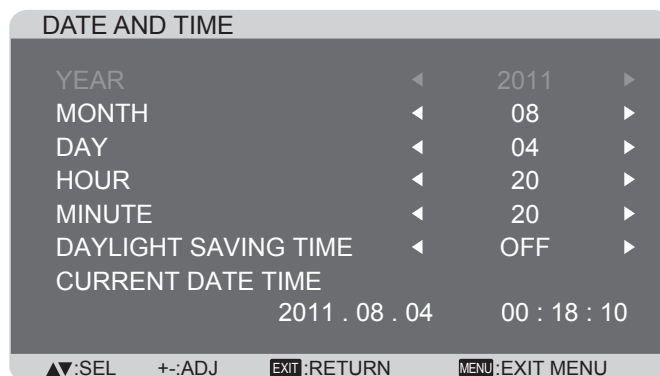 DATE AND TIME
YEAR ◀ 2011 ▶
MONTH ◀ 08 ▶
DAY ◀ 04 ▶
HOUR ◀ 20 ▶
MINUTE ◀ 20 ▶
DAYLIGHT SAVING TIME ◀ OFF ▶
CURRENT DATE TIME
2011 . 08 . 04 00 : 18 : 10
▲▼:SEL +-:ADJ EXIT:RETURN MENU:EXIT MENU